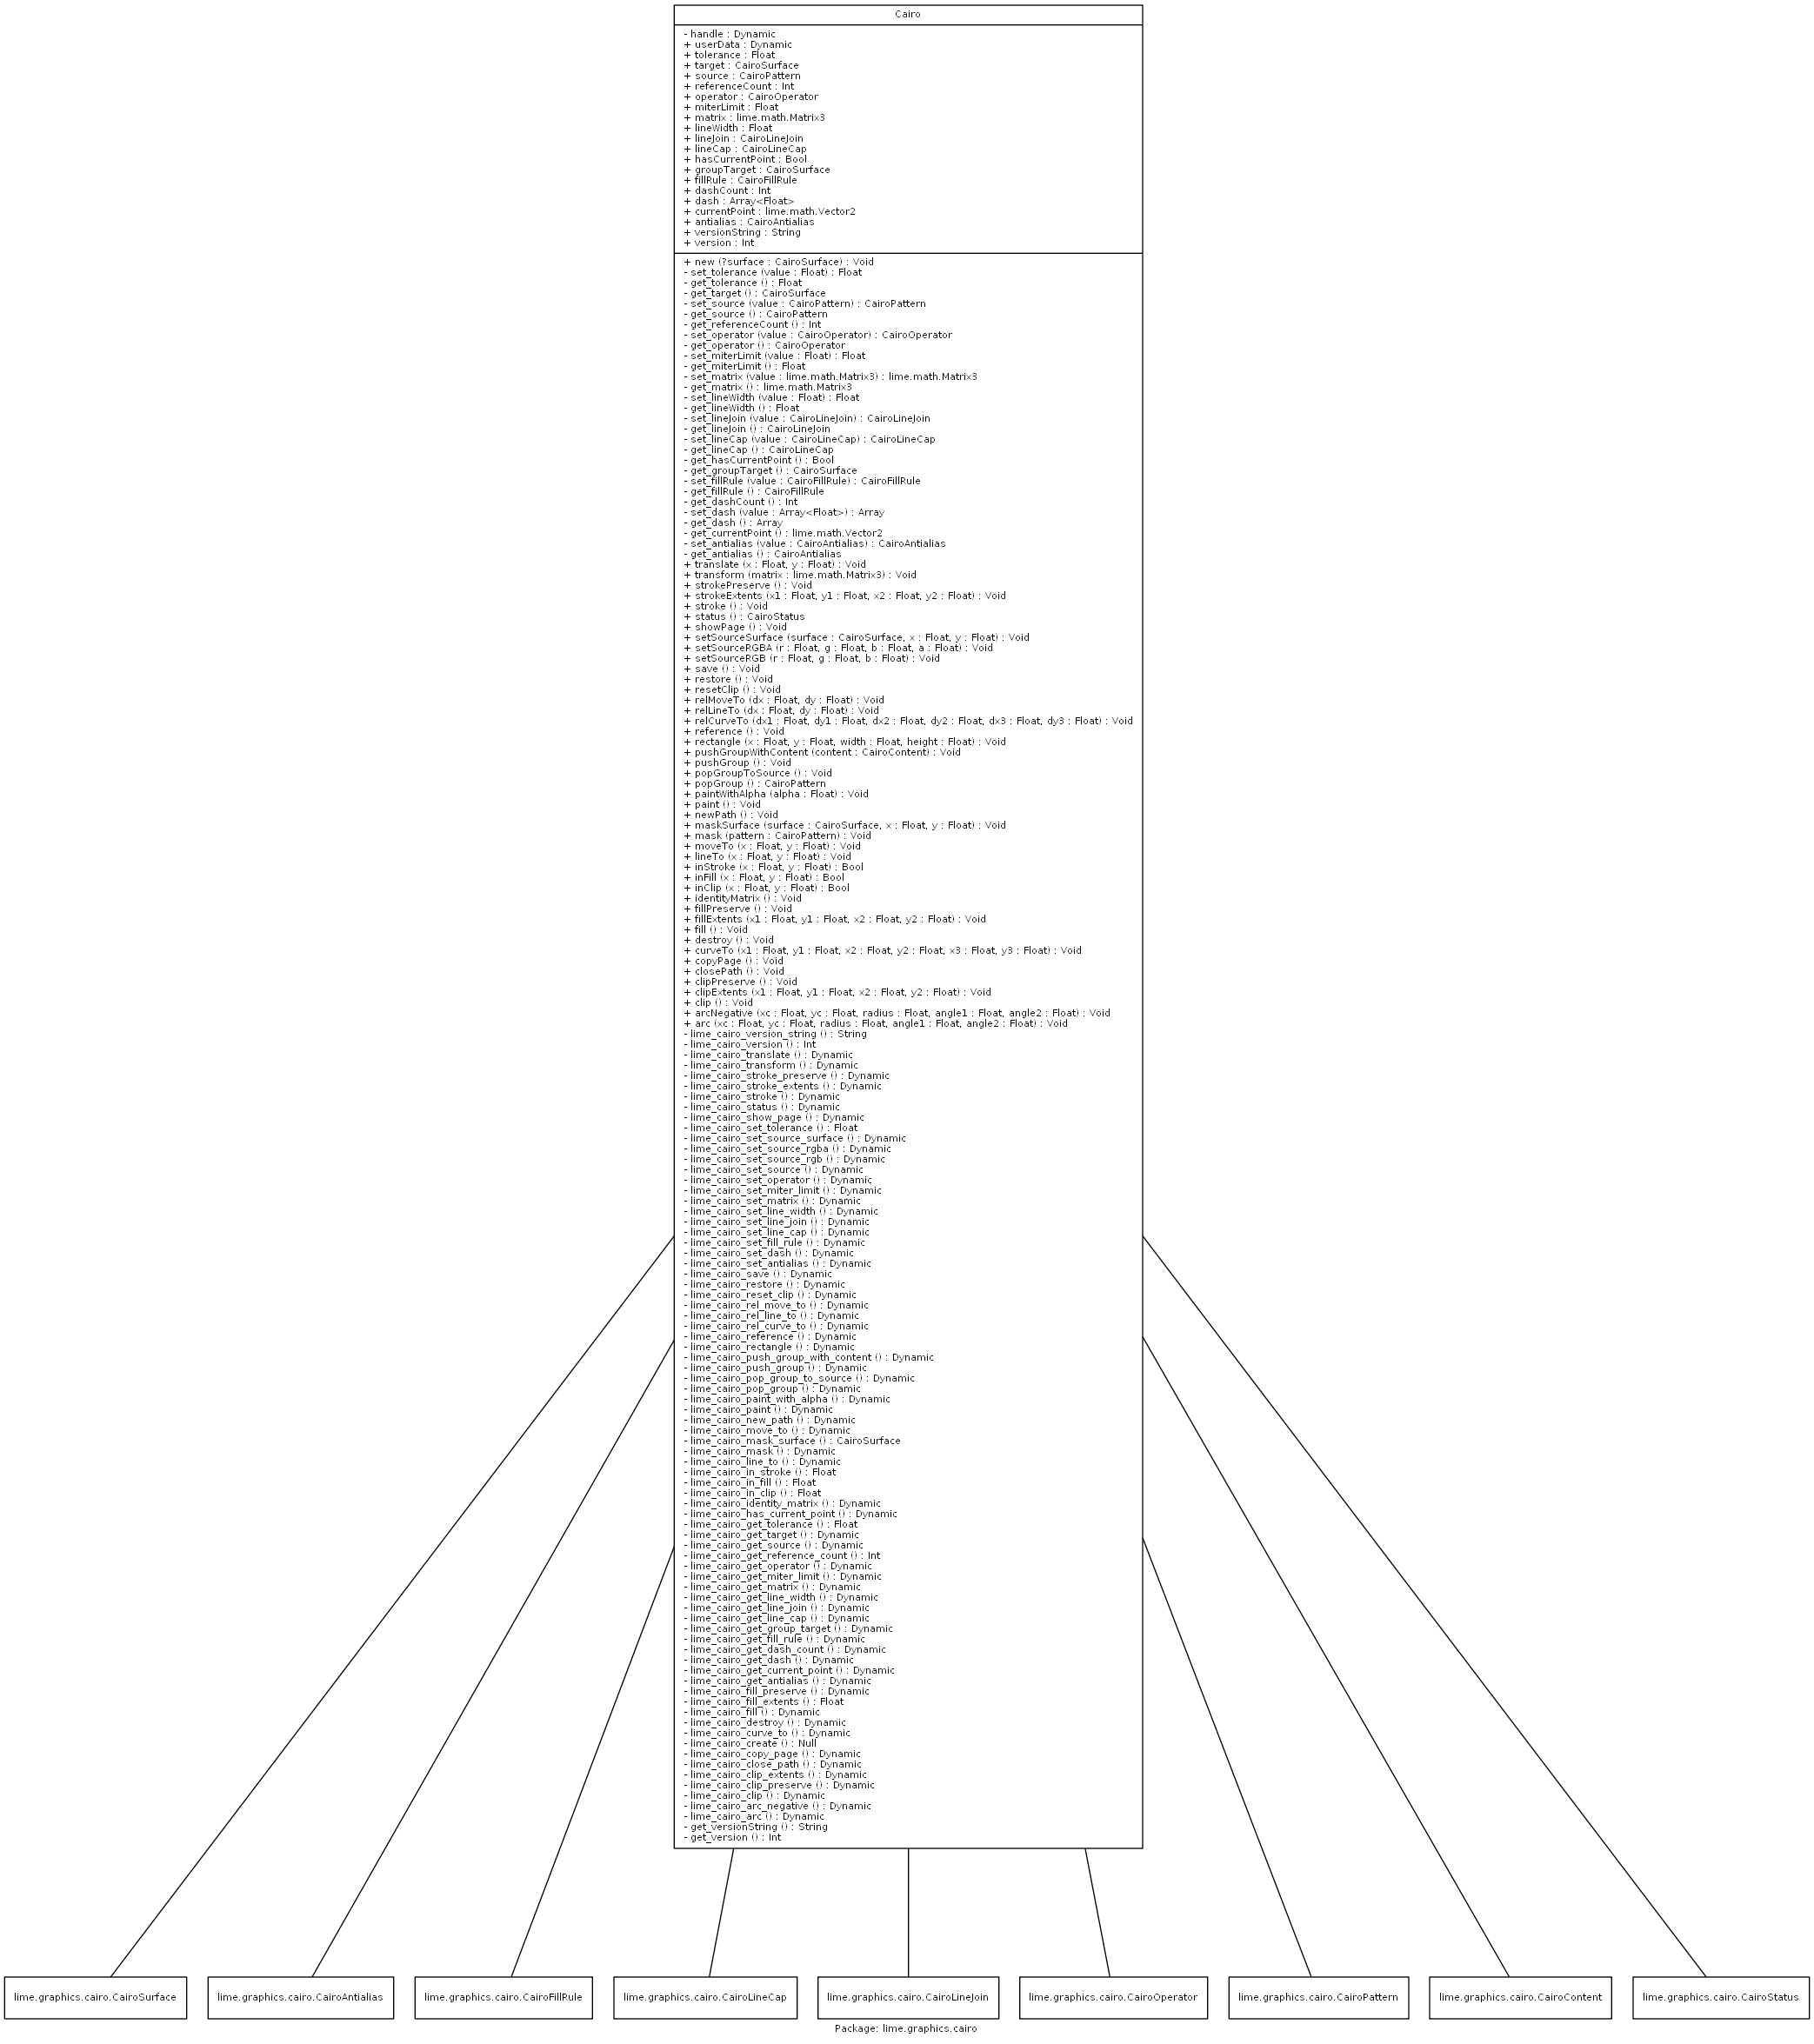 Cairo
- handle : Dynamic
+ userData : Dynamic
+ tolerance : Float
+ target : CairoSurface
+ source : CairoPattern
+ referenceCount : Int
+ operator : CairoOperator
+ miterLimit : Float
+ matrix : lime.math.Matrix3
+ lineWidth : Float
+ lineJoin : CairoLineJoin
+ lineCap : CairoLineCap
+ hasCurrentPoint : Bool
+ groupTarget : CairoSurface
+ fillRule : CairoFillRule
+ dashCount : Int
+ dash : Array<Float>
+ currentPoint : lime.math.Vector2
+ antialias : CairoAntialias
+ versionString : String
+ version : Int
+ new (?surface : CairoSurface) : Void
- set_tolerance (value : Float) : Float
- get_tolerance () : Float
- get_target () : CairoSurface
- set_source (value : CairoPattern) : CairoPattern
- get_source () : CairoPattern
- get_referenceCount () : Int
- set_operator (value : CairoOperator) : CairoOperator
- get_operator () : CairoOperator
- set_miterLimit (value : Float) : Float
- get_miterLimit () : Float
- set_matrix (value : lime.math.Matrix3) : lime.math.Matrix3
- get_matrix () : lime.math.Matrix3
- set_lineWidth (value : Float) : Float
- get_lineWidth () : Float
- set_lineJoin (value : CairoLineJoin) : CairoLineJoin
- get_lineJoin () : CairoLineJoin
- set_lineCap (value : CairoLineCap) : CairoLineCap
- get_lineCap () : CairoLineCap
- get_hasCurrentPoint () : Bool
- get_groupTarget () : CairoSurface
- set_fillRule (value : CairoFillRule) : CairoFillRule
- get_fillRule () : CairoFillRule
- get_dashCount () : Int
- set_dash (value : Array<Float>) : Array
- get_dash () : Array
- get_currentPoint () : lime.math.Vector2
- set_antialias (value : CairoAntialias) : CairoAntialias
- get_antialias () : CairoAntialias
+ translate (x : Float, y : Float) : Void
+ transform (matrix : lime.math.Matrix3) : Void
+ strokePreserve () : Void
+ strokeExtents (x1 : Float, y1 : Float, x2 : Float, y2 : Float) : Void
+ stroke () : Void
+ status () : CairoStatus
+ showPage () : Void
+ setSourceSurface (surface : CairoSurface, x : Float, y : Float) : Void
+ setSourceRGBA (r : Float, g : Float, b : Float, a : Float) : Void
+ setSourceRGB (r : Float, g : Float, b : Float) : Void
+ save () : Void
+ restore () : Void
+ resetClip () : Void
+ relMoveTo (dx : Float, dy : Float) : Void
+ relLineTo (dx : Float, dy : Float) : Void
+ relCurveTo (dx1 : Float, dy1 : Float, dx2 : Float, dy2 : Float, dx3 : Float, dy3 : Float) : Void
+ reference () : Void
+ rectangle (x : Float, y : Float, width : Float, height : Float) : Void
+ pushGroupWithContent (content : CairoContent) : Void
+ pushGroup () : Void
+ popGroupToSource () : Void
+ popGroup () : CairoPattern
+ paintWithAlpha (alpha : Float) : Void
+ paint () : Void
+ newPath () : Void
+ maskSurface (surface : CairoSurface, x : Float, y : Float) : Void
+ mask (pattern : CairoPattern) : Void
+ moveTo (x : Float, y : Float) : Void
+ lineTo (x : Float, y : Float) : Void
+ inStroke (x : Float, y : Float) : Bool
+ inFill (x : Float, y : Float) : Bool
+ inClip (x : Float, y : Float) : Bool
+ identityMatrix () : Void
+ fillPreserve () : Void
+ fillExtents (x1 : Float, y1 : Float, x2 : Float, y2 : Float) : Void
+ fill () : Void
+ destroy () : Void
+ curveTo (x1 : Float, y1 : Float, x2 : Float, y2 : Float, x3 : Float, y3 : Float) : Void
+ copyPage () : Void
+ closePath () : Void
+ clipPreserve () : Void
+ clipExtents (x1 : Float, y1 : Float, x2 : Float, y2 : Float) : Void
+ clip () : Void
+ arcNegative (xc : Float, yc : Float, radius : Float, angle1 : Float, angle2 : Float) : Void
+ arc (xc : Float, yc : Float, radius : Float, angle1 : Float, angle2 : Float) : Void
- lime_cairo_version_string () : String
- lime_cairo_version () : Int
- lime_cairo_translate () : Dynamic
- lime_cairo_transform () : Dynamic
- lime_cairo_stroke_preserve () : Dynamic
- lime_cairo_stroke_extents () : Dynamic
- lime_cairo_stroke () : Dynamic
- lime_cairo_status () : Dynamic
- lime_cairo_show_page () : Dynamic
- lime_cairo_set_tolerance () : Float
- lime_cairo_set_source_surface () : Dynamic
- lime_cairo_set_source_rgba () : Dynamic
- lime_cairo_set_source_rgb () : Dynamic
- lime_cairo_set_source () : Dynamic
- lime_cairo_set_operator () : Dynamic
- lime_cairo_set_miter_limit () : Dynamic
- lime_cairo_set_matrix () : Dynamic
- lime_cairo_set_line_width () : Dynamic
- lime_cairo_set_line_join () : Dynamic
- lime_cairo_set_line_cap () : Dynamic
- lime_cairo_set_fill_rule () : Dynamic
- lime_cairo_set_dash () : Dynamic
- lime_cairo_set_antialias () : Dynamic
- lime_cairo_save () : Dynamic
- lime_cairo_restore () : Dynamic
- lime_cairo_reset_clip () : Dynamic
- lime_cairo_rel_move_to () : Dynamic
- lime_cairo_rel_line_to () : Dynamic
- lime_cairo_rel_curve_to () : Dynamic
- lime_cairo_reference () : Dynamic
- lime_cairo_rectangle () : Dynamic
- lime_cairo_push_group_with_content () : Dynamic
- lime_cairo_push_group () : Dynamic
- lime_cairo_pop_group_to_source () : Dynamic
- lime_cairo_pop_group () : Dynamic
- lime_cairo_paint_with_alpha () : Dynamic
- lime_cairo_paint () : Dynamic
- lime_cairo_new_path () : Dynamic
- lime_cairo_move_to () : Dynamic
- lime_cairo_mask_surface () : CairoSurface
- lime_cairo_mask () : Dynamic
- lime_cairo_line_to () : Dynamic
- lime_cairo_in_stroke () : Float
- lime_cairo_in_fill () : Float
- lime_cairo_in_clip () : Float
- lime_cairo_identity_matrix () : Dynamic
- lime_cairo_has_current_point () : Dynamic
- lime_cairo_get_tolerance () : Float
- lime_cairo_get_target () : Dynamic
- lime_cairo_get_source () : Dynamic
- lime_cairo_get_reference_count () : Int
- lime_cairo_get_operator () : Dynamic
- lime_cairo_get_miter_limit () : Dynamic
- lime_cairo_get_matrix () : Dynamic
- lime_cairo_get_line_width () : Dynamic
- lime_cairo_get_line_join () : Dynamic
- lime_cairo_get_line_cap () : Dynamic
- lime_cairo_get_group_target () : Dynamic
- lime_cairo_get_fill_rule () : Dynamic
- lime_cairo_get_dash_count () : Dynamic
- lime_cairo_get_dash () : Dynamic
- lime_cairo_get_current_point () : Dynamic
- lime_cairo_get_antialias () : Dynamic
- lime_cairo_fill_preserve () : Dynamic
- lime_cairo_fill_extents () : Float
- lime_cairo_fill () : Dynamic
- lime_cairo_destroy () : Dynamic
- lime_cairo_curve_to () : Dynamic
- lime_cairo_create () : Null
- lime_cairo_copy_page () : Dynamic
- lime_cairo_close_path () : Dynamic
- lime_cairo_clip_extents () : Dynamic
- lime_cairo_clip_preserve () : Dynamic
- lime_cairo_clip () : Dynamic
- lime_cairo_arc_negative () : Dynamic
- lime_cairo_arc () : Dynamic
- get_versionString () : String
- get_version () : Int
lime.graphics.cairo.CairoSurface
lime.graphics.cairo.CairoAntialias
lime.graphics.cairo.CairoFillRule
lime.graphics.cairo.CairoLineCap
lime.graphics.cairo.CairoLineJoin
lime.graphics.cairo.CairoOperator
lime.graphics.cairo.CairoPattern
lime.graphics.cairo.CairoContent
lime.graphics.cairo.CairoStatus
Package: lime.graphics.cairo